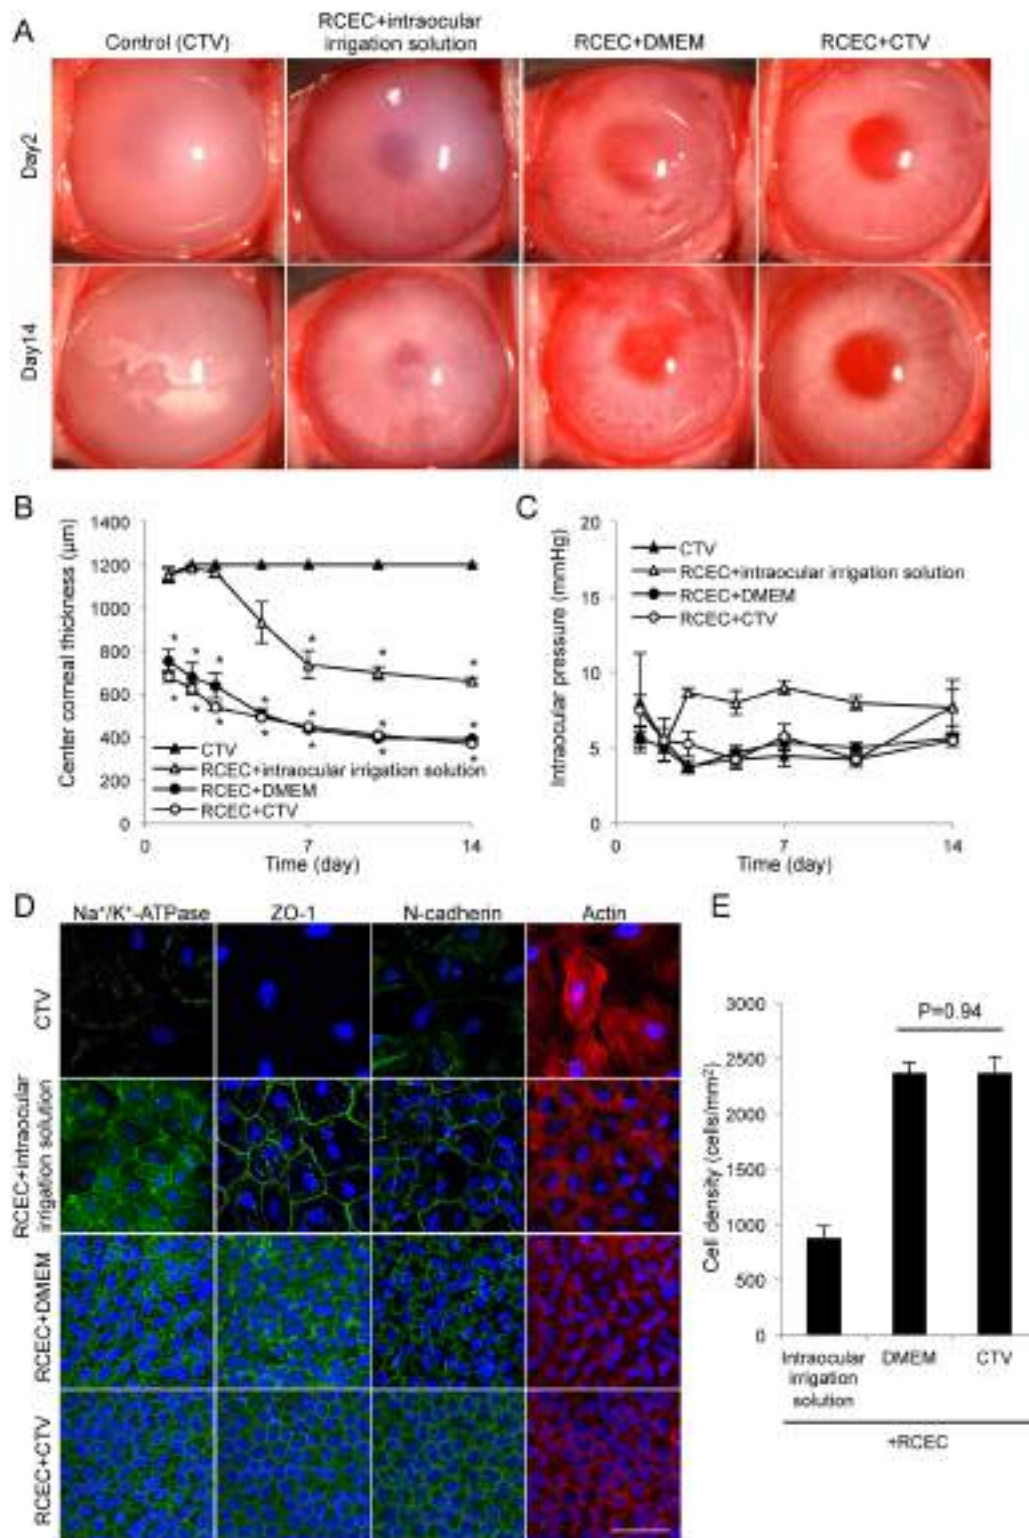 A
Control (CTV)
RCEC+intraocular
irrigation solution
RCEC+DMEM
RCEC+CTV
Day2
Day14
B
Center corneal thickness (μm)
1400
1200
1000
800
600
400
200
0
* * *
* * *
* * * *
* * *
*
CTV
RCEC+intraocular irrigation solution
RCEC+DMEM
RCEC+CTV
0 7 14
Time (day)
C
Intraocular pressure (mmHg)
20
15
10
5
0
CTV
RCEC+intraocular irrigation solution
RCEC+DMEM
RCEC+CTV
0 7 14
Time (day)
D
Na⁺/K⁺-ATPase
ZO-1
N-cadherin
Actin
CTV
RCEC+intraocular
irrigation solution
RCEC+DMEM
RCEC+CTV
E
Cell density (cells/mm²)
3000
2500
2000
1500
1000
500
0
P=0.94
Intraocular
irrigation
solution
DMEM
CTV
+RCEC